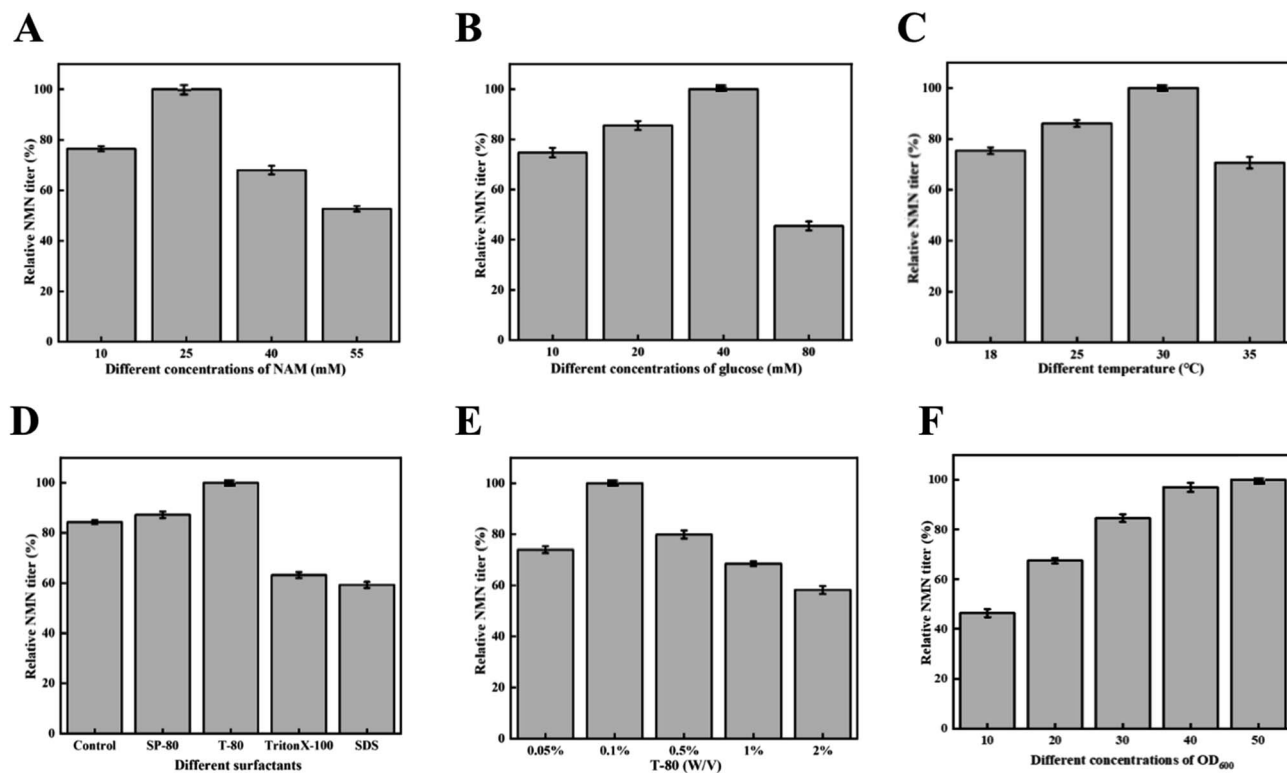 A
Relative NMN titer (%)
100
80
60
40
20
0
10 25 40 55
Different concentrations of NAM (mM)
B
Relative NMN titer (%)
100
80
60
40
20
0
10 20 40 80
Different concentrations of glucose (mM)
C
Relative NMN titer (%)
100
80
60
40
20
0
18 25 30 35
Different temperature (°C)
D
Relative NMN titer (%)
100
80
60
40
20
0
Control SP-80 T-80 TritonX-100 SDS
Different surfactants
E
Relative NMN titer (%)
100
80
60
40
20
0
0.05% 0.1% 0.5% 1% 2%
T-80 (W/V)
F
Relative NMN titer (%)
100
80
60
40
20
0
10 20 30 40 50
Different concentrations of OD600